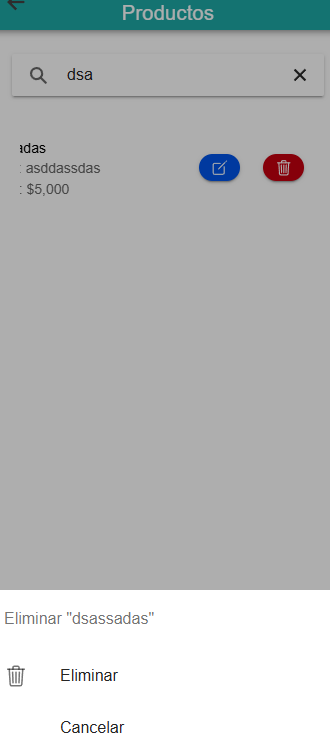 Productos
dsa
adas
: asddassdas
: $5,000
Eliminar "dsassadas"
Eliminar
Cancelar